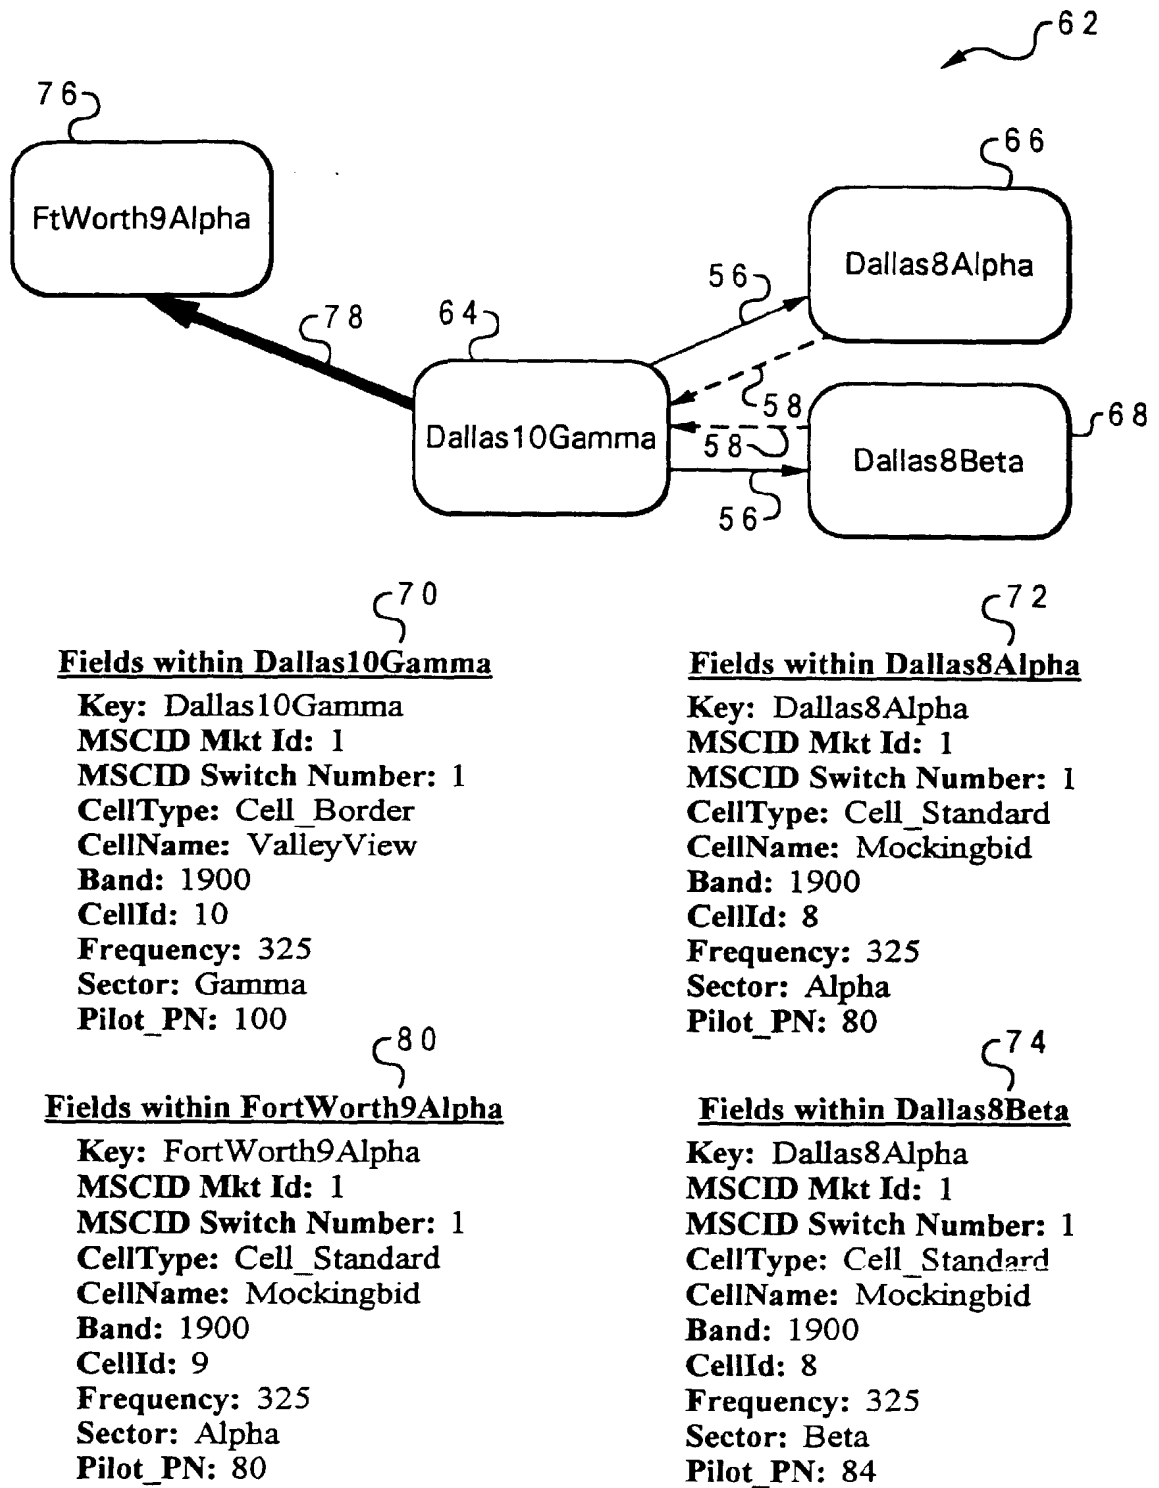 62
76
66
FtWorth9Alpha
Dallas8Alpha
56
78
64
58
68
Dallas10Gamma
58
Dallas8Beta
56
70
Fields within Dallas10Gamma
Key: Dallas10Gamma
MSCID Mkt Id: 1
MSCID Switch Number: 1
CellType: Cell_Border
CellName: ValleyView
Band: 1900
CellId: 10
Frequency: 325
Sector: Gamma
Pilot_PN: 100
72
Fields within Dallas8Alpha
Key: Dallas8Alpha
MSCID Mkt Id: 1
MSCID Switch Number: 1
CellType: Cell_Standard
CellName: Mockingbid
Band: 1900
CellId: 8
Frequency: 325
Sector: Alpha
Pilot_PN: 80
80
Fields within FortWorth9Alpha
Key: FortWorth9Alpha
MSCID Mkt Id: 1
MSCID Switch Number: 1
CellType: Cell_Standard
CellName: Mockingbid
Band: 1900
CellId: 9
Frequency: 325
Sector: Alpha
Pilot_PN: 80
74
Fields within Dallas8Beta
Key: Dallas8Alpha
MSCID Mkt Id: 1
MSCID Switch Number: 1
CellType: Cell_Standard
CellName: Mockingbid
Band: 1900
CellId: 8
Frequency: 325
Sector: Beta
Pilot_PN: 84